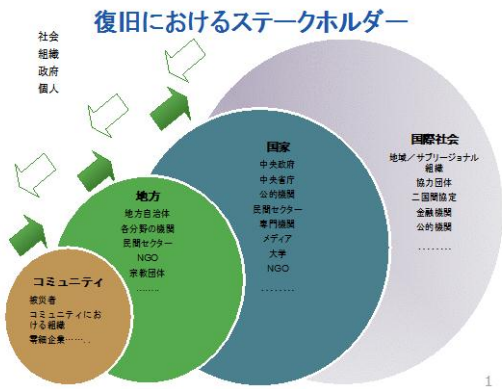 復旧におけるステークホルダー
社会
組織
政府
個人
コミュニティ
被災者
コミュニティにお
ける組織
零細企業……..
地方
地方自治体
各分野の機関
民間セクター
NGO
宗教団体
........
国家
中央政府
中央省庁
公的機関
民間セクター
専門機関
メディア
大学
NGO
........
国際社会
地域/サブリージョナル
組織
協力団体
二国間協定
金融機関
公的機関
........
1